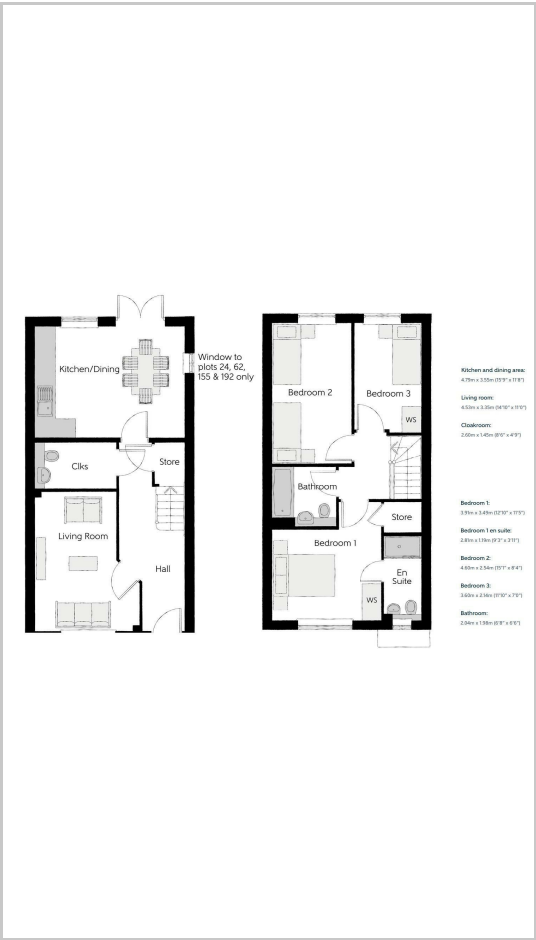 Kitchen/Dining
Window to
plots 24, 62,
155 & 192 only
Clks
Store
Living Room
Hall
Bedroom 2
Bedroom 3
WS
Bathroom
Store
Bedroom 1
En
Suite
WS
Kitchen and dining area:
4.79m x 3.55m (15'9" x 11'8")
Living room:
4.53m x 3.35m (14'10" x 11'0")
Cloakroom:
2.60m x 1.45m (8'6" x 4'9")
Bedroom 1:
3.91m x 3.49m (12'10" x 11'5")
Bedroom 1 en suite:
2.81m x 1.19m (9'3" x 3'11")
Bedroom 2:
4.60m x 2.54m (15'1" x 8'4")
Bedroom 3:
3.60m x 2.14m (11'10" x 7'0")
Bathroom:
2.04m x 1.98m (6'8" x 6'6")